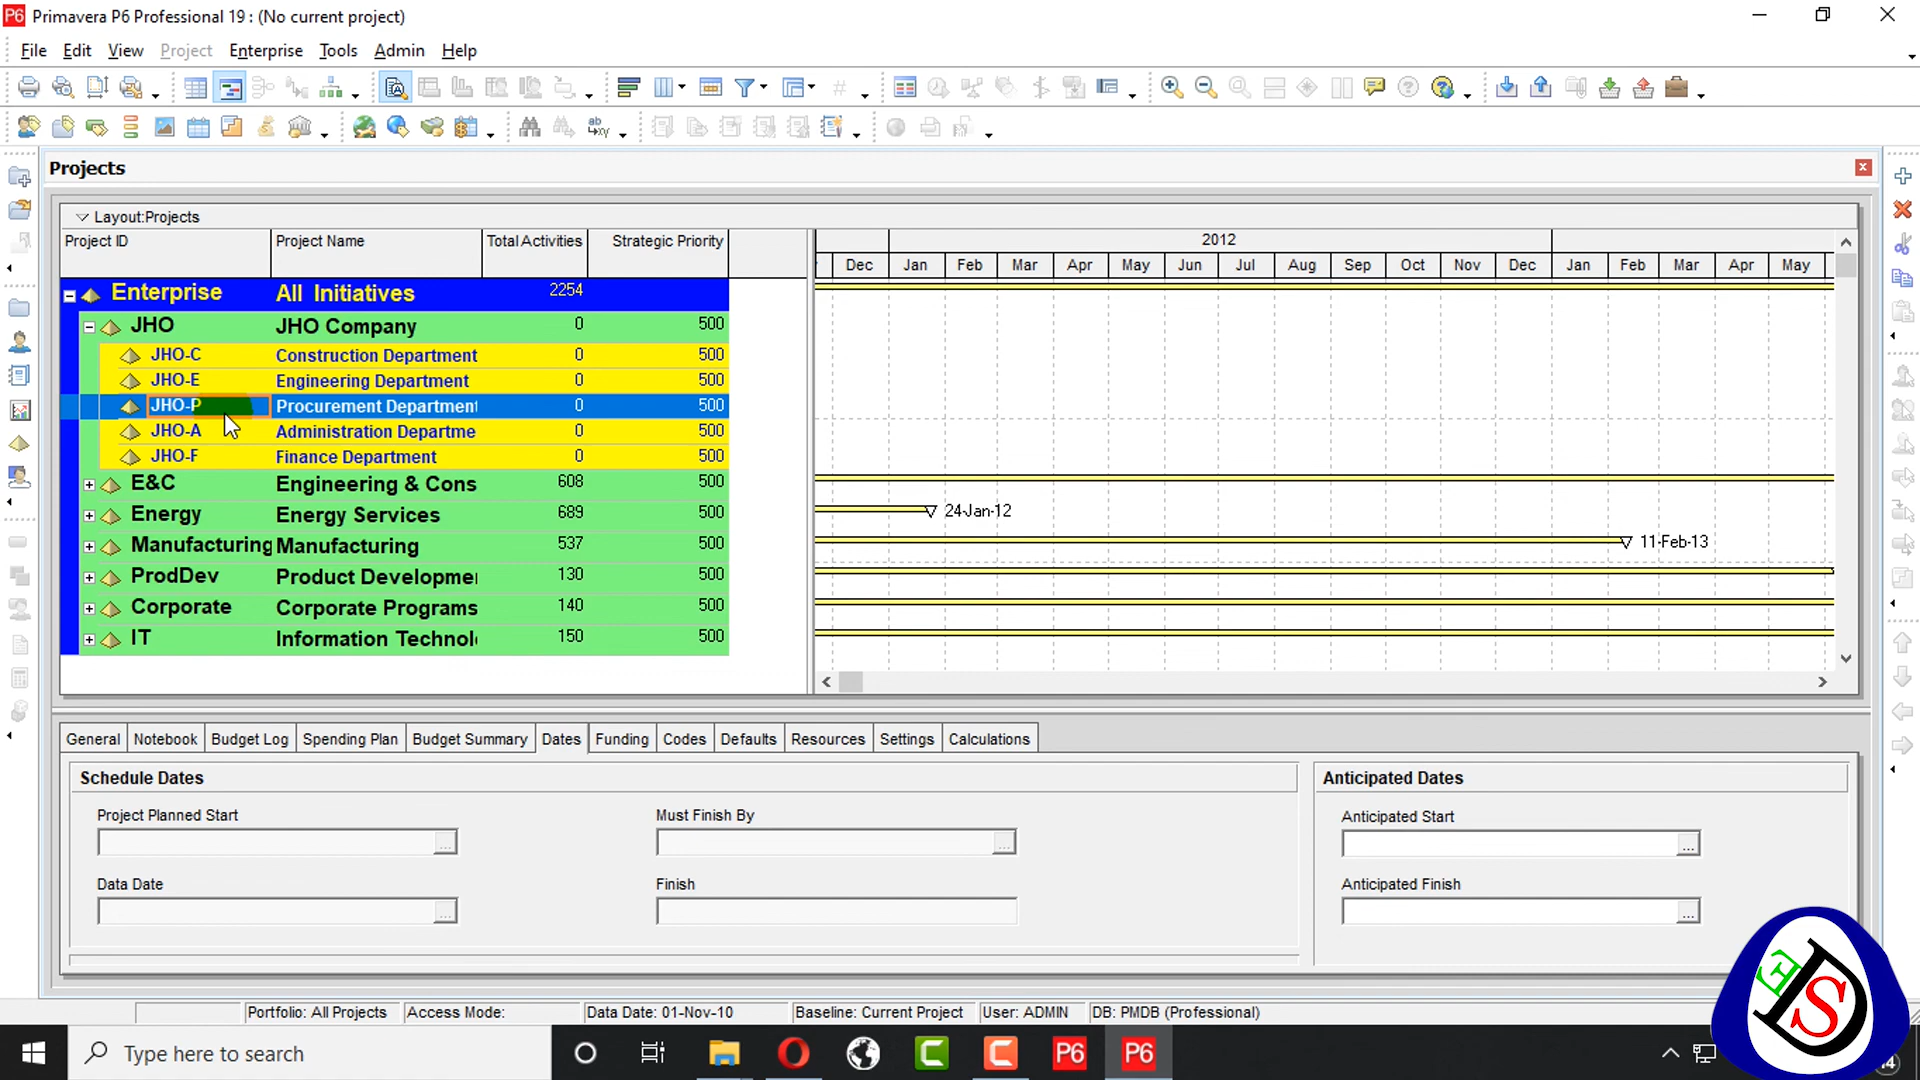 P6 Primavera P6 Professional 19 : (No current project)
File Edit View Project Enterprise Tools Admin Help
Projects
Layout:Projects
Project ID Project Name Total Activities Strategic Priority
2012
Dec Jan Feb Mar Apr May Jun Jul Aug Sep Oct Nov Dec Jan Feb Mar Apr May
Enterprise All Initiatives 2254
JHO JHO Company 0 500
JHO-C Construction Department 0 500
JHO-E Engineering Department 0 500
JHO-P Procurement Department 0 500
JHO-A Administration Departme 0 500
JHO-F Finance Department 0 500
E&C Engineering & Cons 608 500
Energy Energy Services 689 500 24-Jan-12
Manufacturing Manufacturing 537 500 11-Feb-13
ProdDev Product Developme 130 500
Corporate Corporate Programs 140 500
IT Information Technol 150 500
General Notebook Budget Log Spending Plan Budget Summary Dates Funding Codes Defaults Resources Settings Calculations
Schedule Dates Anticipated Dates
Project Planned Start Must Finish By Anticipated Start
Data Date Finish Anticipated Finish
Portfolio: All Projects Access Mode: Data Date: 01-Nov-10 Baseline: Current Project User: ADMIN DB: PMDB (Professional)
Type here to search P6 P6
E D S